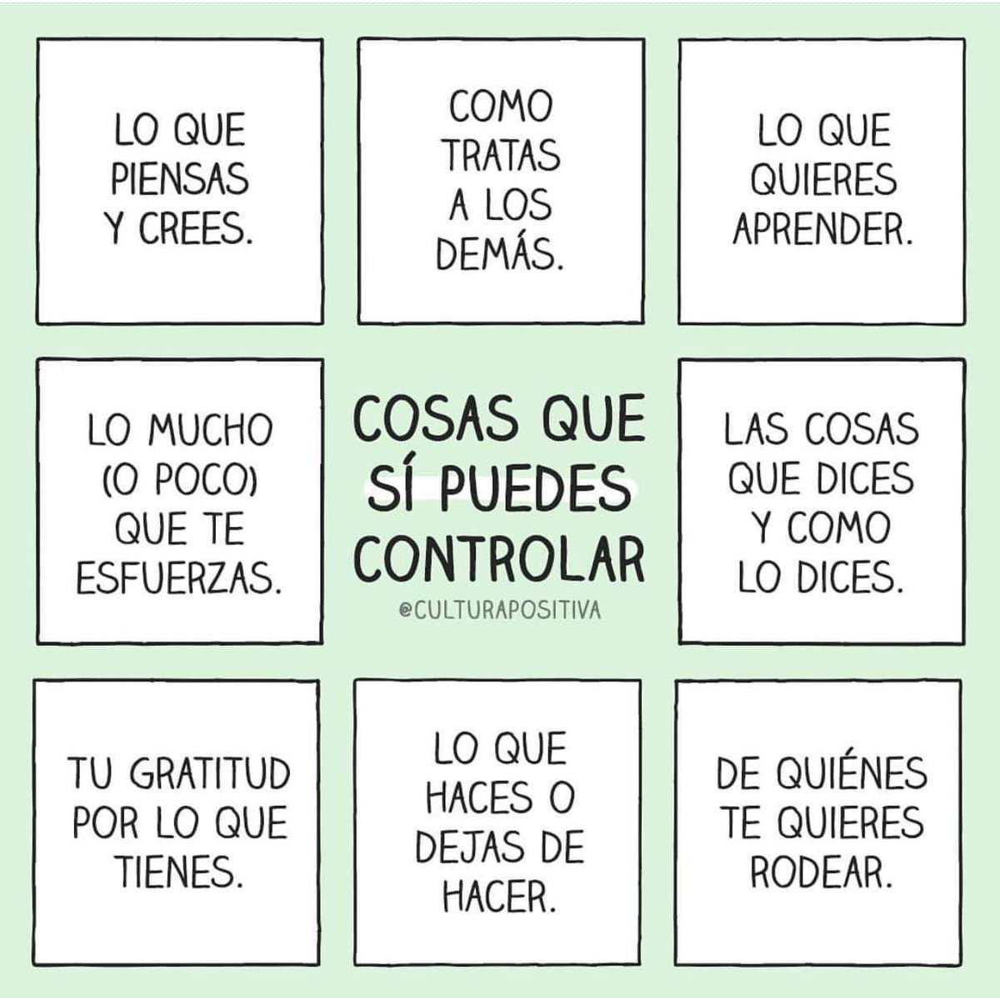 LO QUE
PIENSAS
Y CREES.
COMO
TRATAS
A LOS
DEMÁS.
LO QUE
QUIERES
APRENDER.
LO MUCHO
(O POCO)
QUE TE
ESFUERZAS.
COSAS QUE
SÍ PUEDES
CONTROLAR
@CULTURAPOSITIVA
LAS COSAS
QUE DICES
Y COMO
LO DICES.
TU GRATITUD
POR LO QUE
TIENES.
LO QUE
HACES O
DEJAS DE
HACER.
DE QUIÉNES
TE QUIERES
RODEAR.